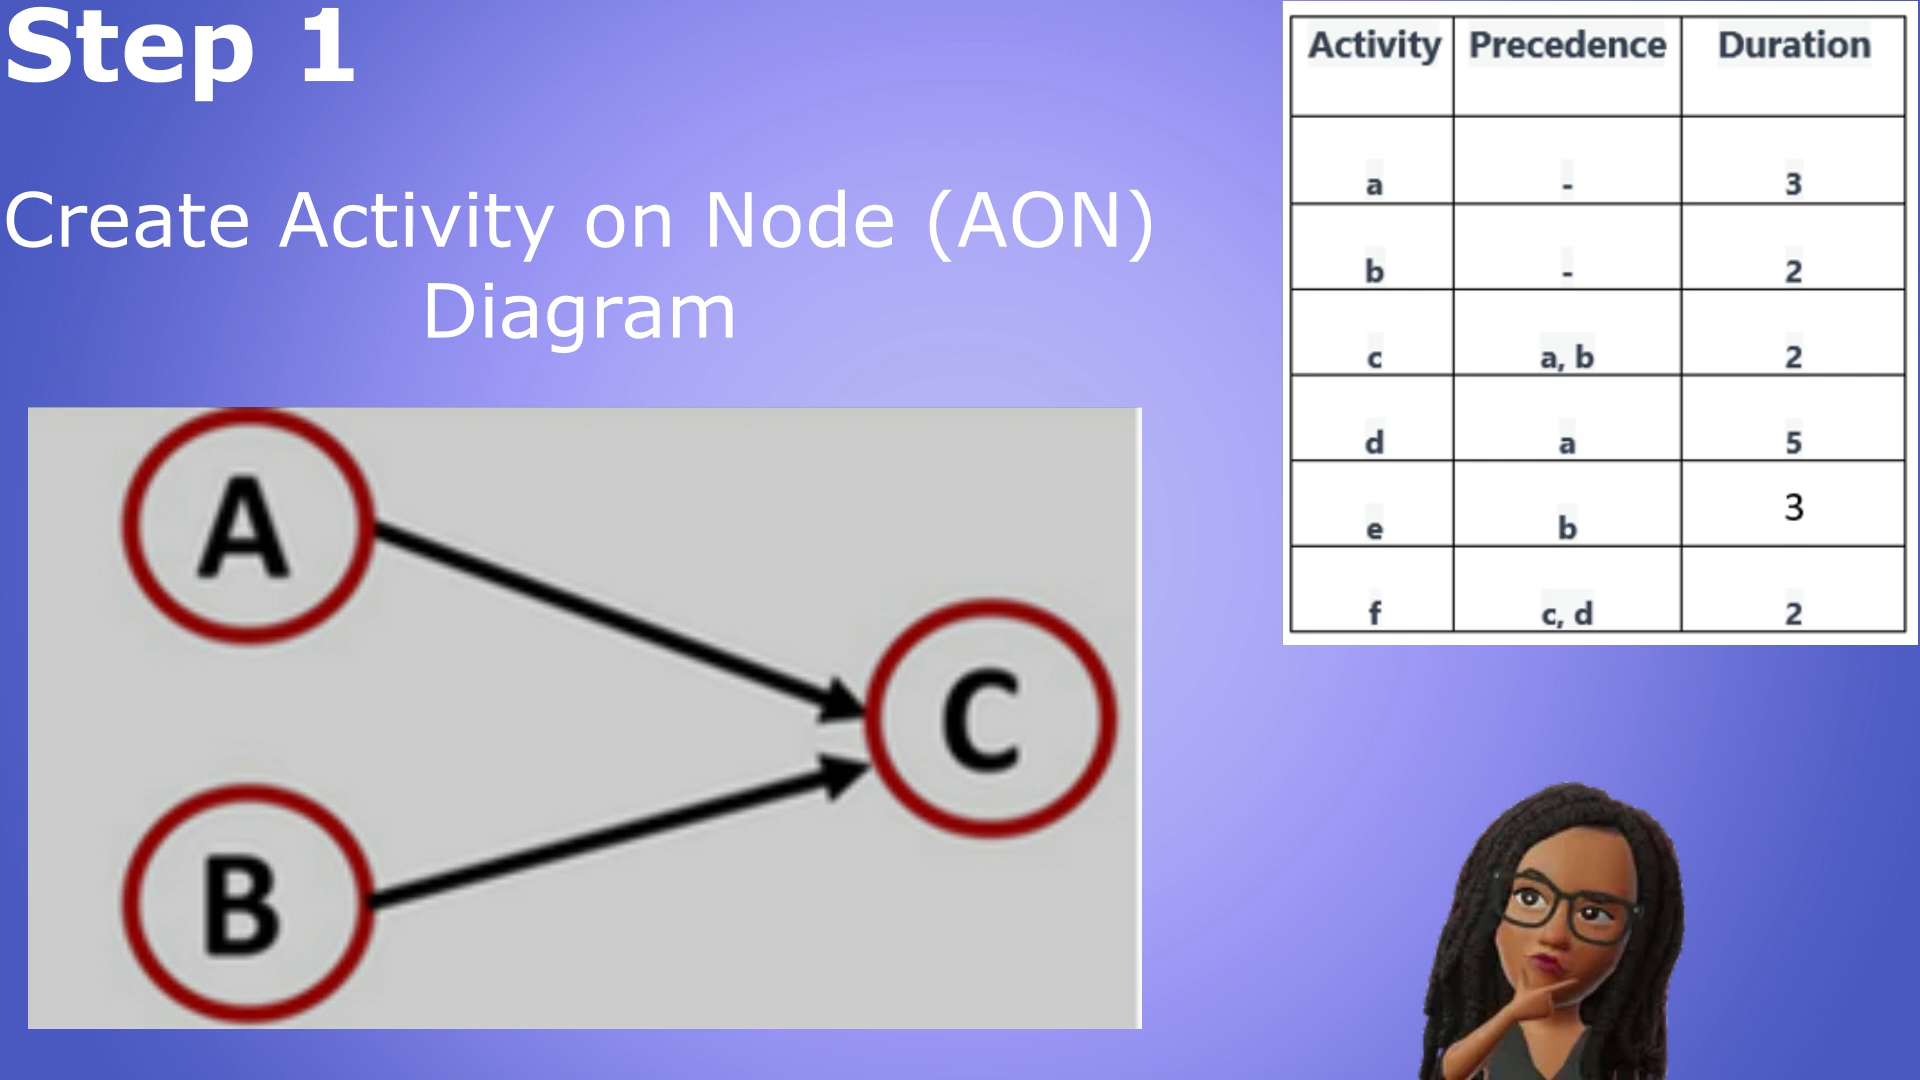 Step 1
Create Activity on Node (AON)
Diagram
A
B
C
Activity Precedence Duration
a - 3
b - 2
c a, b 2
d a 5
e b 3
f c, d 2